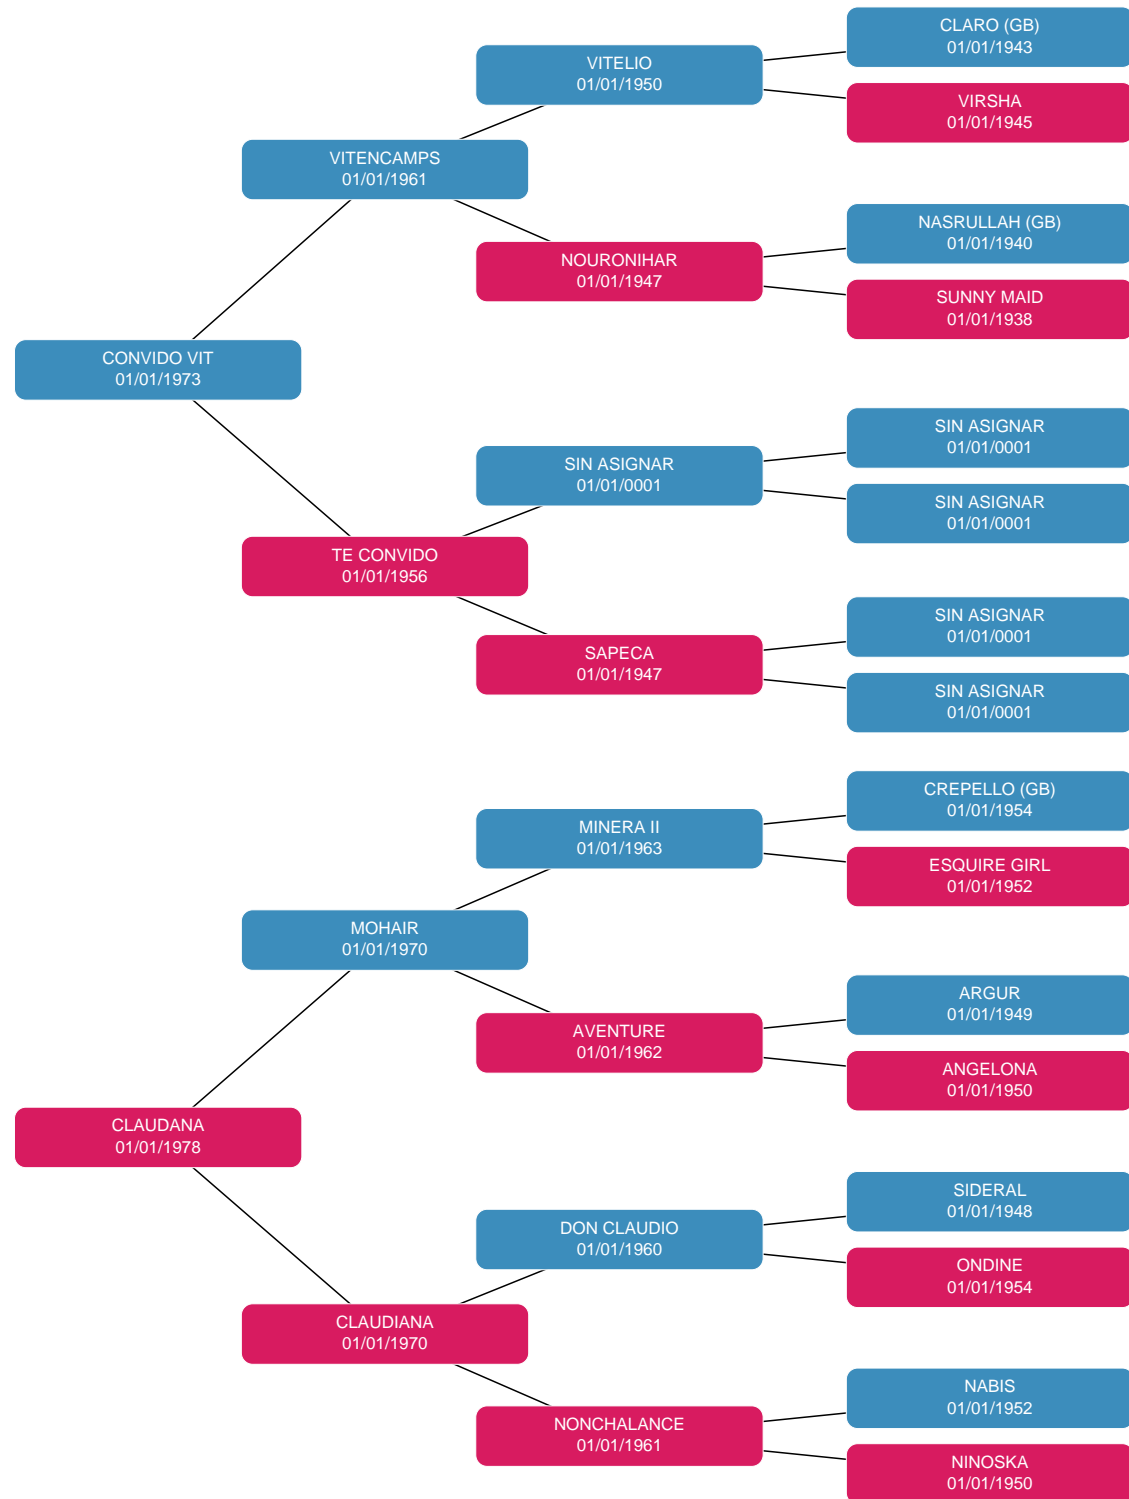 CLARO (GB)
01/01/1943
VITELIO
01/01/1950
VIRSHA
01/01/1945
VITENCAMPS
01/01/1961
NASRULLAH (GB)
01/01/1940
NOURONIHAR
01/01/1947
SUNNY MAID
01/01/1938
CONVIDO VIT
01/01/1973
SIN ASIGNAR
01/01/0001
SIN ASIGNAR
01/01/0001
SIN ASIGNAR
01/01/0001
TE CONVIDO
01/01/1956
SIN ASIGNAR
01/01/0001
SAPECA
01/01/1947
SIN ASIGNAR
01/01/0001
CREPELLO (GB)
01/01/1954
MINERA II
01/01/1963
ESQUIRE GIRL
01/01/1952
MOHAIR
01/01/1970
ARGUR
01/01/1949
AVENTURE
01/01/1962
ANGELONA
01/01/1950
CLAUDANA
01/01/1978
SIDERAL
01/01/1948
DON CLAUDIO
01/01/1960
ONDINE
01/01/1954
CLAUDIANA
01/01/1970
NABIS
01/01/1952
NONCHALANCE
01/01/1961
NINOSKA
01/01/1950